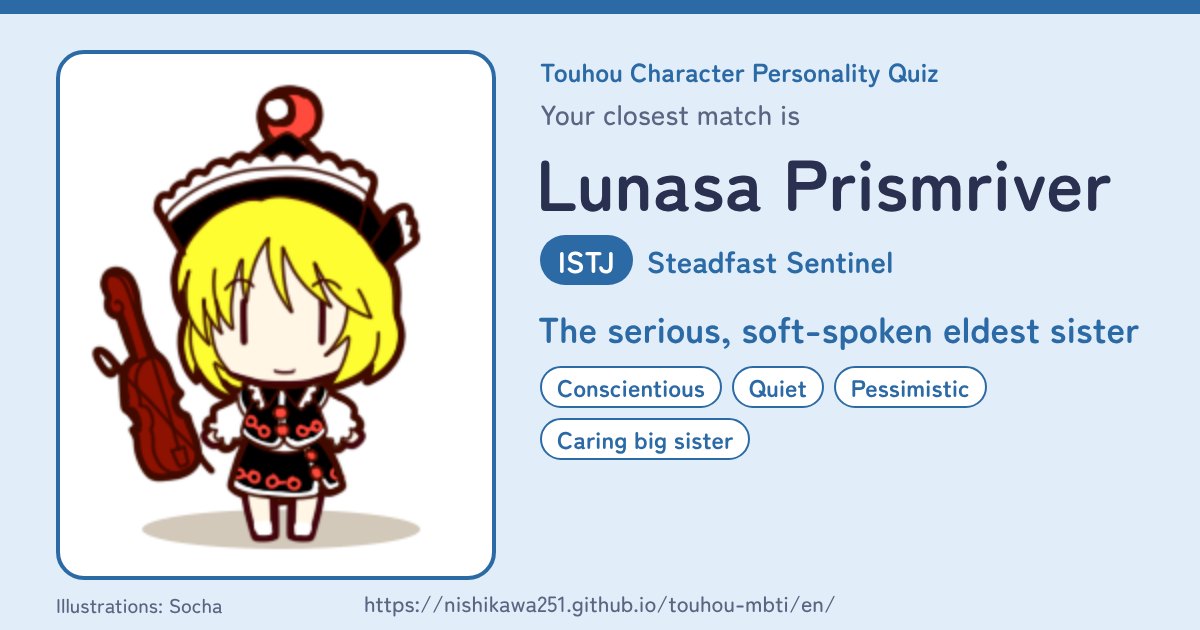 Touhou Character Personality Quiz
Your closest match is
Lunasa Prismriver
ISTJ Steadfast Sentinel
The serious, soft-spoken eldest sister
Conscientious Quiet Pessimistic
Caring big sister
Illustrations: Socha https://nishikawa251.github.io/touhou-mbti/en/